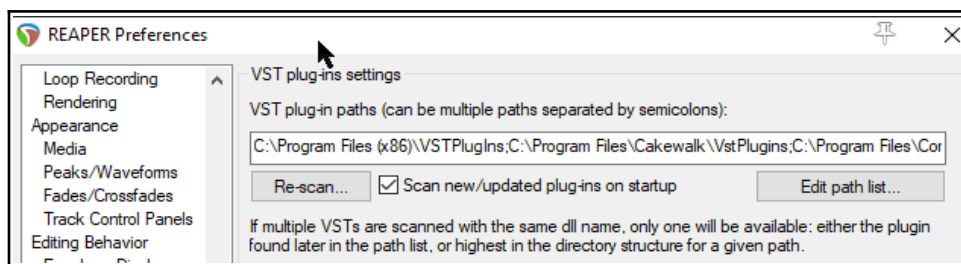 REAPER Preferences
Loop Recording
Rendering
Appearance
Media
Peaks/Waveforms
Fades/Crossfades
Track Control Panels
Editing Behavior
VST plug-ins settings
VST plug-in paths (can be multiple paths separated by semicolons):
C:\Program Files (x86)\VSTPlugIns;C:\Program Files\Cakewalk\VstPlugins;C:\Program Files\Cor
Re-scan...
Scan new/updated plug-ins on startup
Edit path list...
If multiple VSTs are scanned with the same dll name, only one will be available: either the plugin
found later in the path list, or highest in the directory structure for a given path.